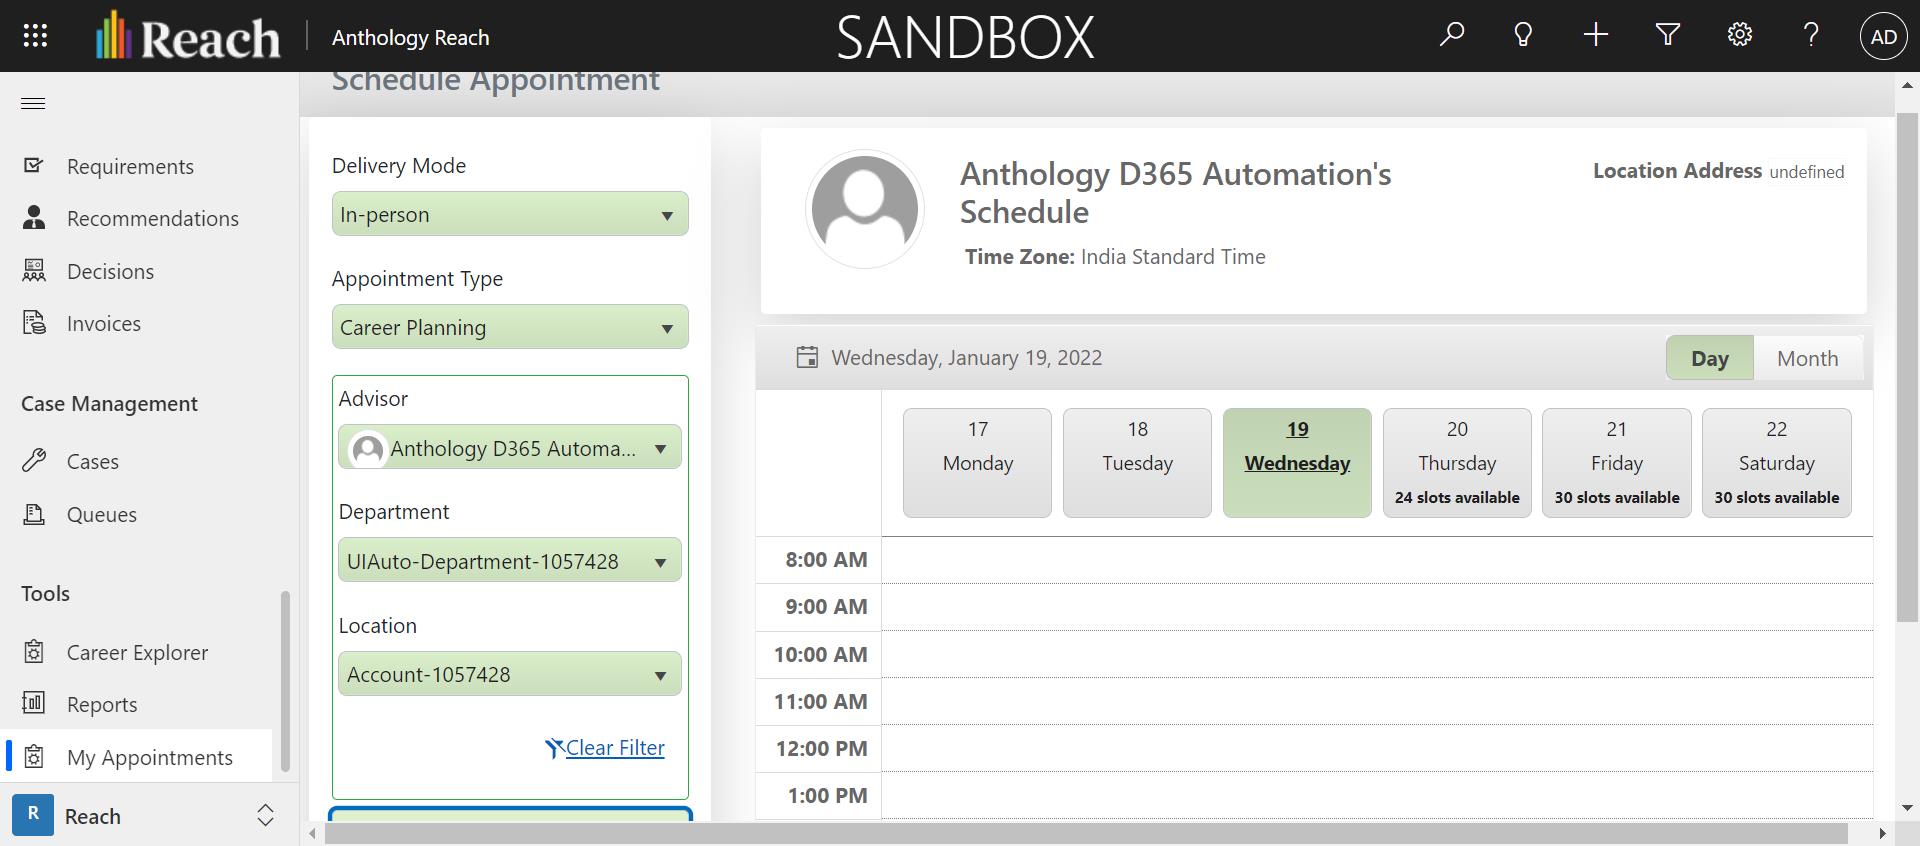 Reach
Anthology Reach
SANDBOX
AD
Schedule Appointment
Requirements
Recommendations
Decisions
Invoices
Case Management
Cases
Queues
Tools
Career Explorer
Reports
My Appointments
R
Reach
Delivery Mode
In-person
Appointment Type
Career Planning
Advisor
Anthology D365 Automa...
Department
UIAuto-Department-1057428
Location
Account-1057428
Clear Filter
Anthology D365 Automation's
Schedule
Time Zone: India Standard Time
Location Address undefined
Wednesday, January 19, 2022
Day
Month
17
Monday
18
Tuesday
19
Wednesday
20
Thursday
24 slots available
21
Friday
30 slots available
22
Saturday
30 slots available
8:00 AM
9:00 AM
10:00 AM
11:00 AM
12:00 PM
1:00 PM